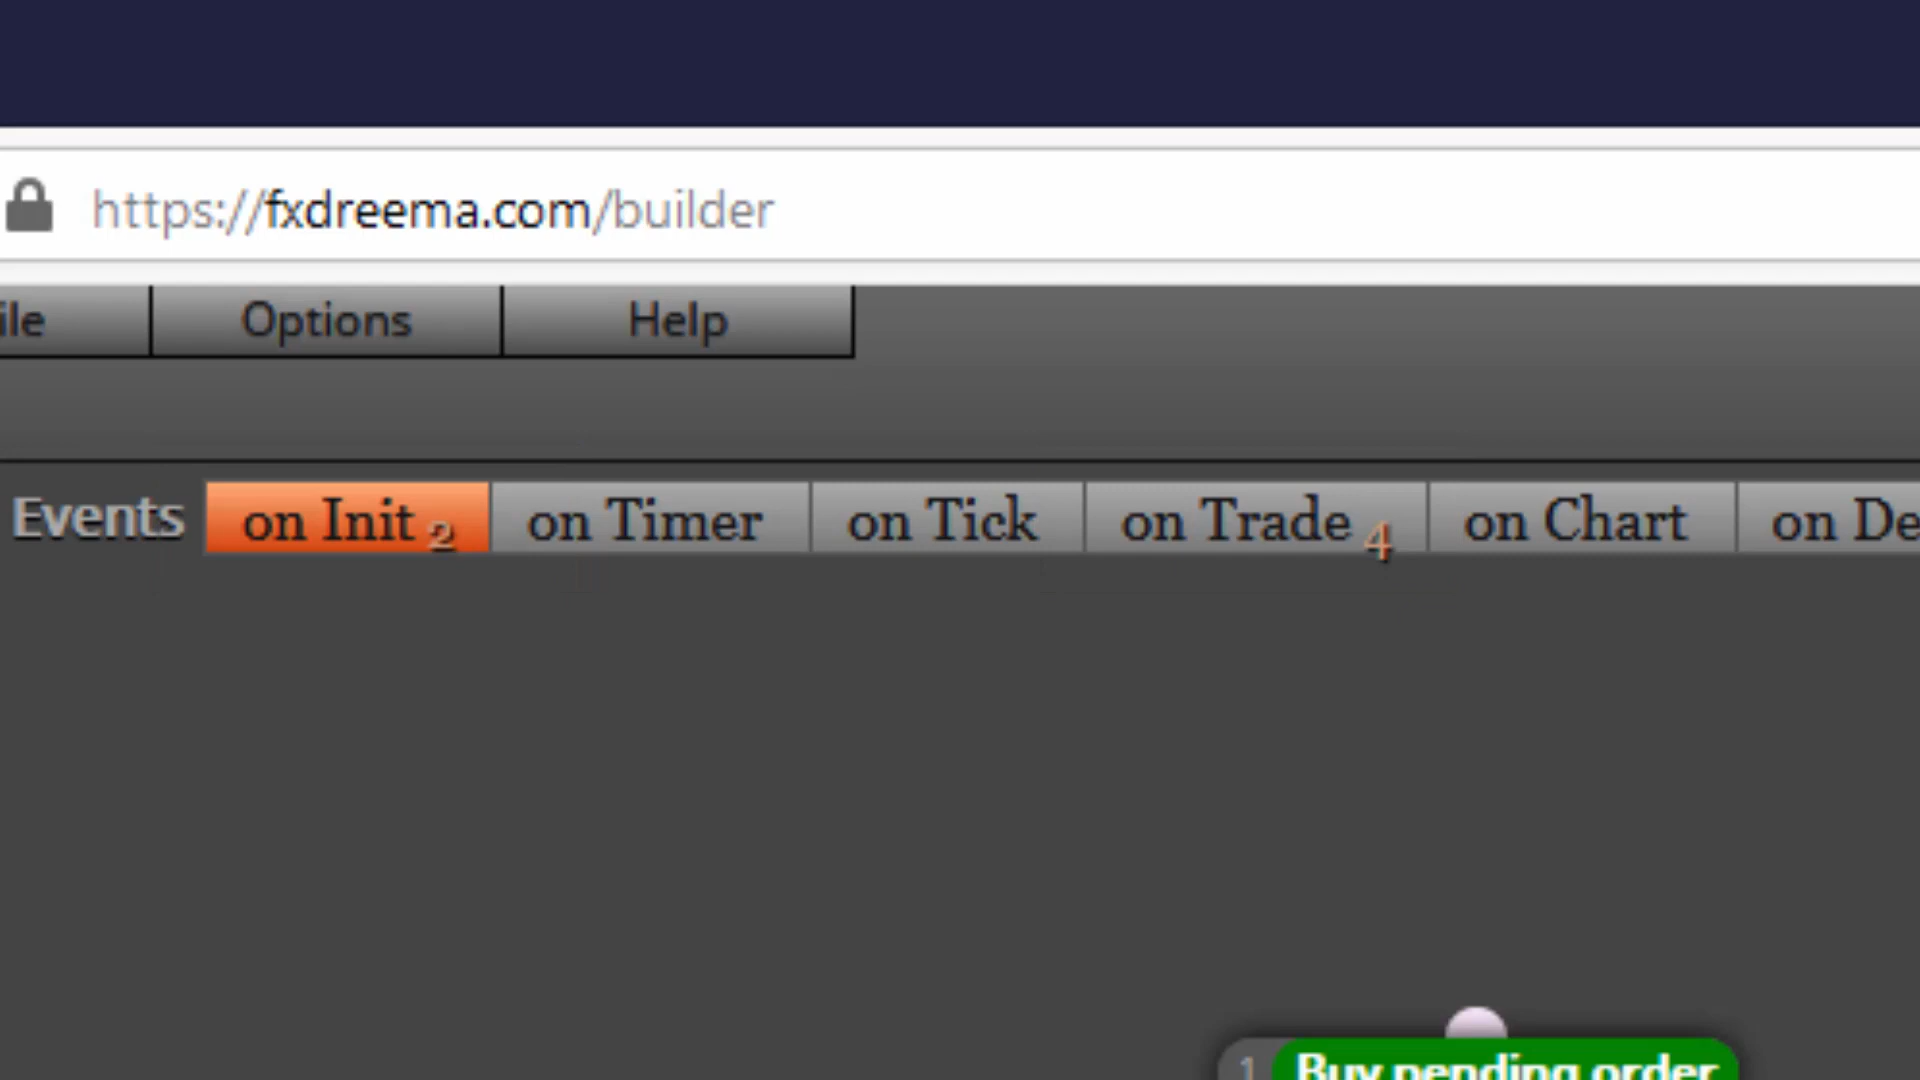 https://fxdreema.com/builder
ile Options Help
Events on Init 2 on Timer on Tick on Trade 4 on Chart on De
1 Buy pending order